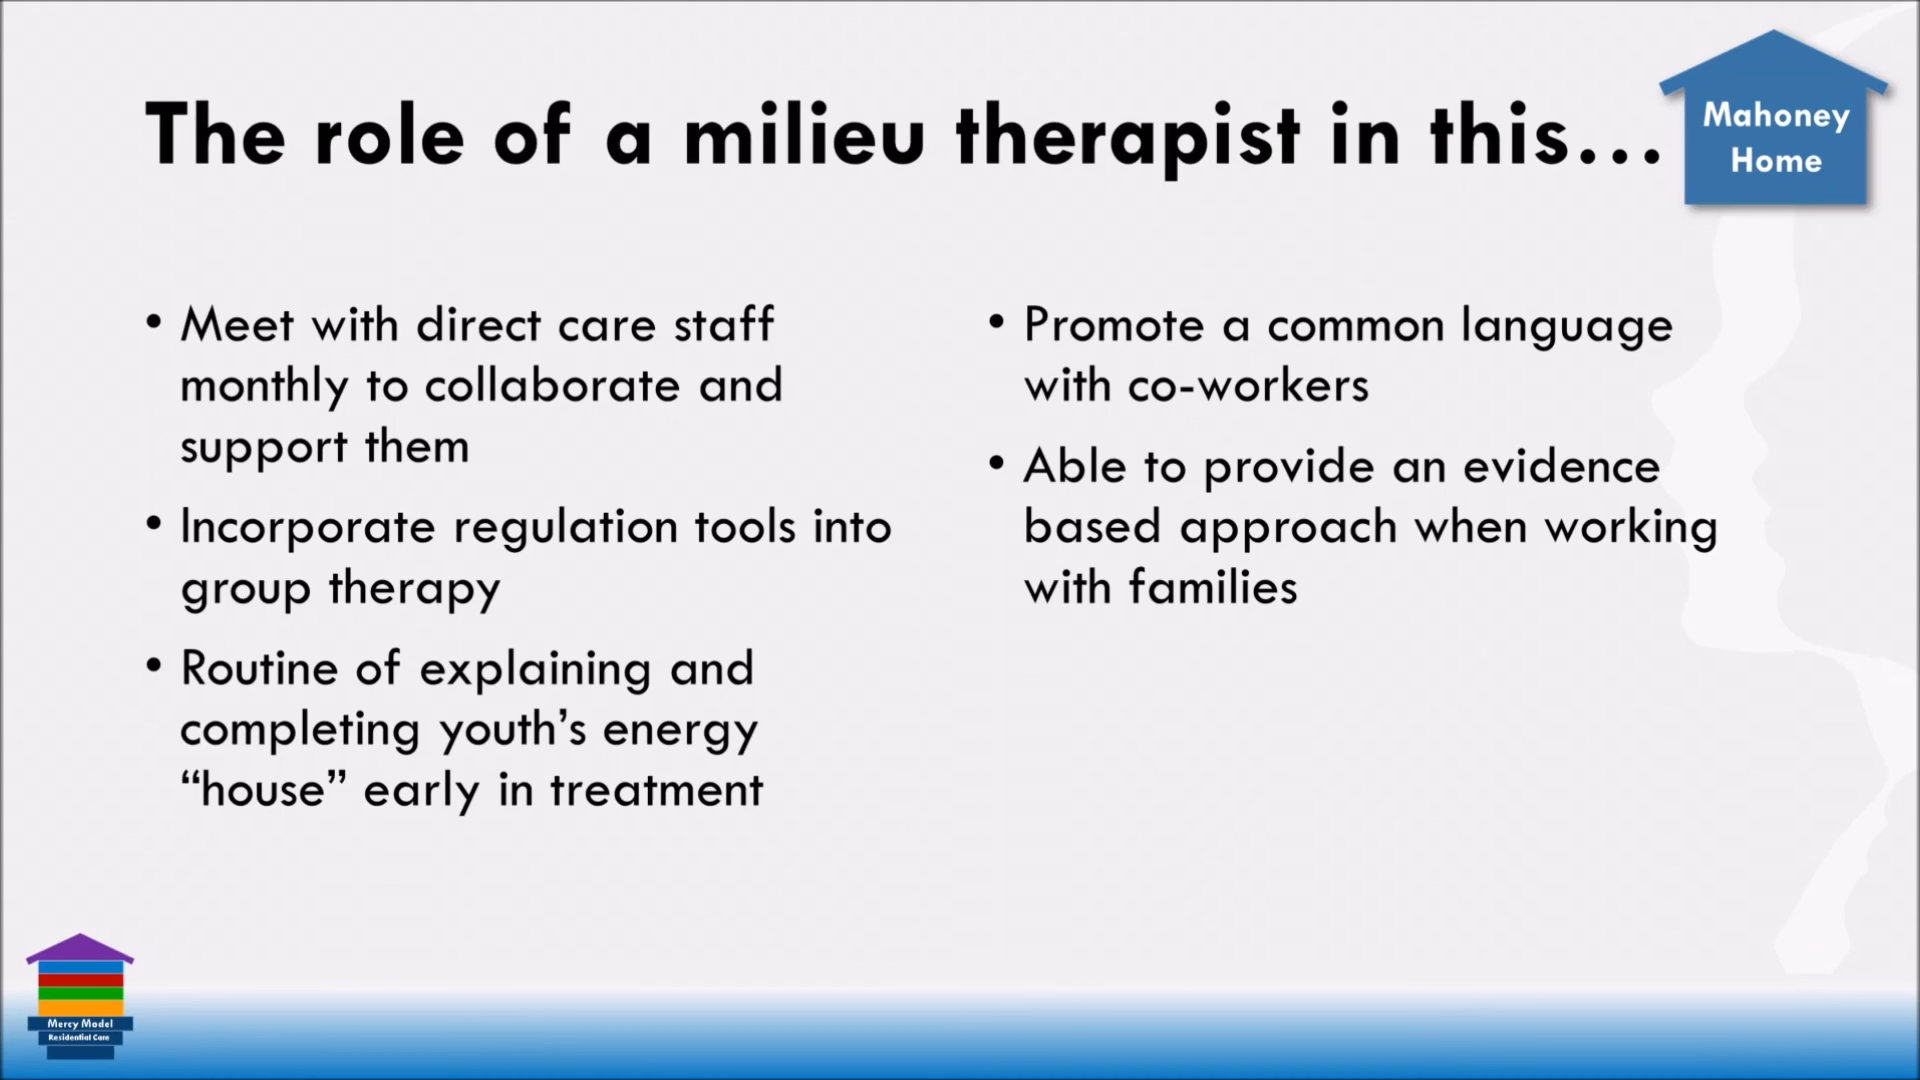 The role of a milieu therapist in this...
Mahoney
Home
• Meet with direct care staff
monthly to collaborate and
support them
• Incorporate regulation tools into
group therapy
• Routine of explaining and
completing youth’s energy
“house” early in treatment
• Promote a common language
with co-workers
• Able to provide an evidence
based approach when working
with families
Mercy Model
Residential Care